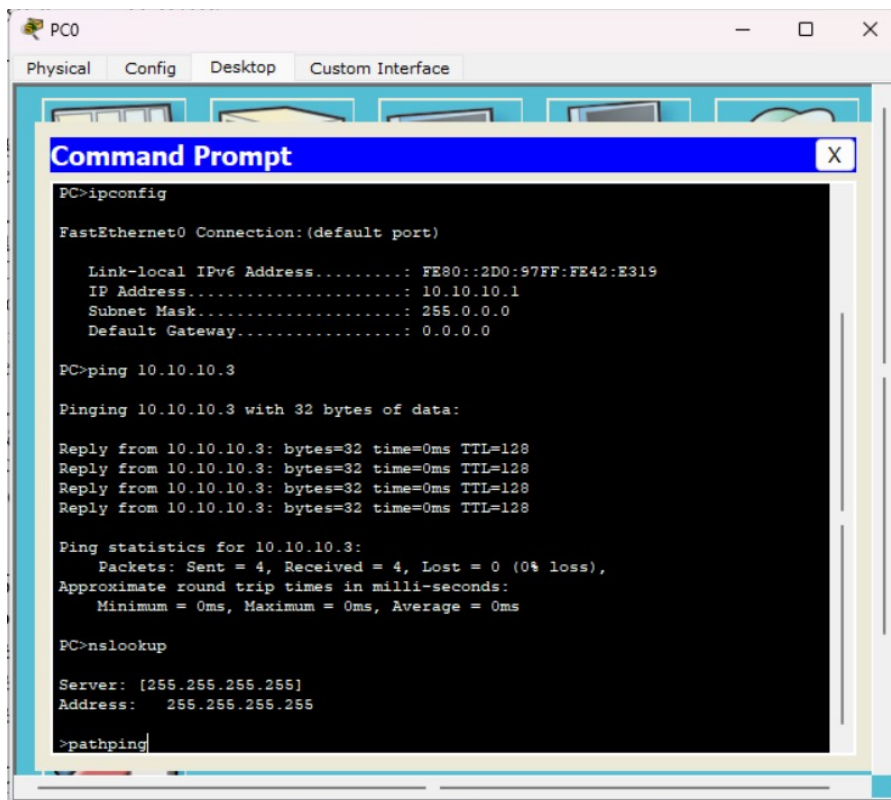 PC0
Physical Config Desktop Custom Interface
Command Prompt
X
PC>ipconfig
FastEthernet0 Connection:(default port)
Link-local IPv6 Address.........: FE80::2D0:97FF:FE42:E319
IP Address......................: 10.10.10.1
Subnet Mask.....................: 255.0.0.0
Default Gateway.................: 0.0.0.0
PC>ping 10.10.10.3
Pinging 10.10.10.3 with 32 bytes of data:
Reply from 10.10.10.3: bytes=32 time=0ms TTL=128
Reply from 10.10.10.3: bytes=32 time=0ms TTL=128
Reply from 10.10.10.3: bytes=32 time=0ms TTL=128
Reply from 10.10.10.3: bytes=32 time=0ms TTL=128
Ping statistics for 10.10.10.3:
Packets: Sent = 4, Received = 4, Lost = 0 (0% loss),
Approximate round trip times in milli-seconds:
Minimum = 0ms, Maximum = 0ms, Average = 0ms
PC>nslookup
Server: [255.255.255.255]
Address: 255.255.255.255
>pathping